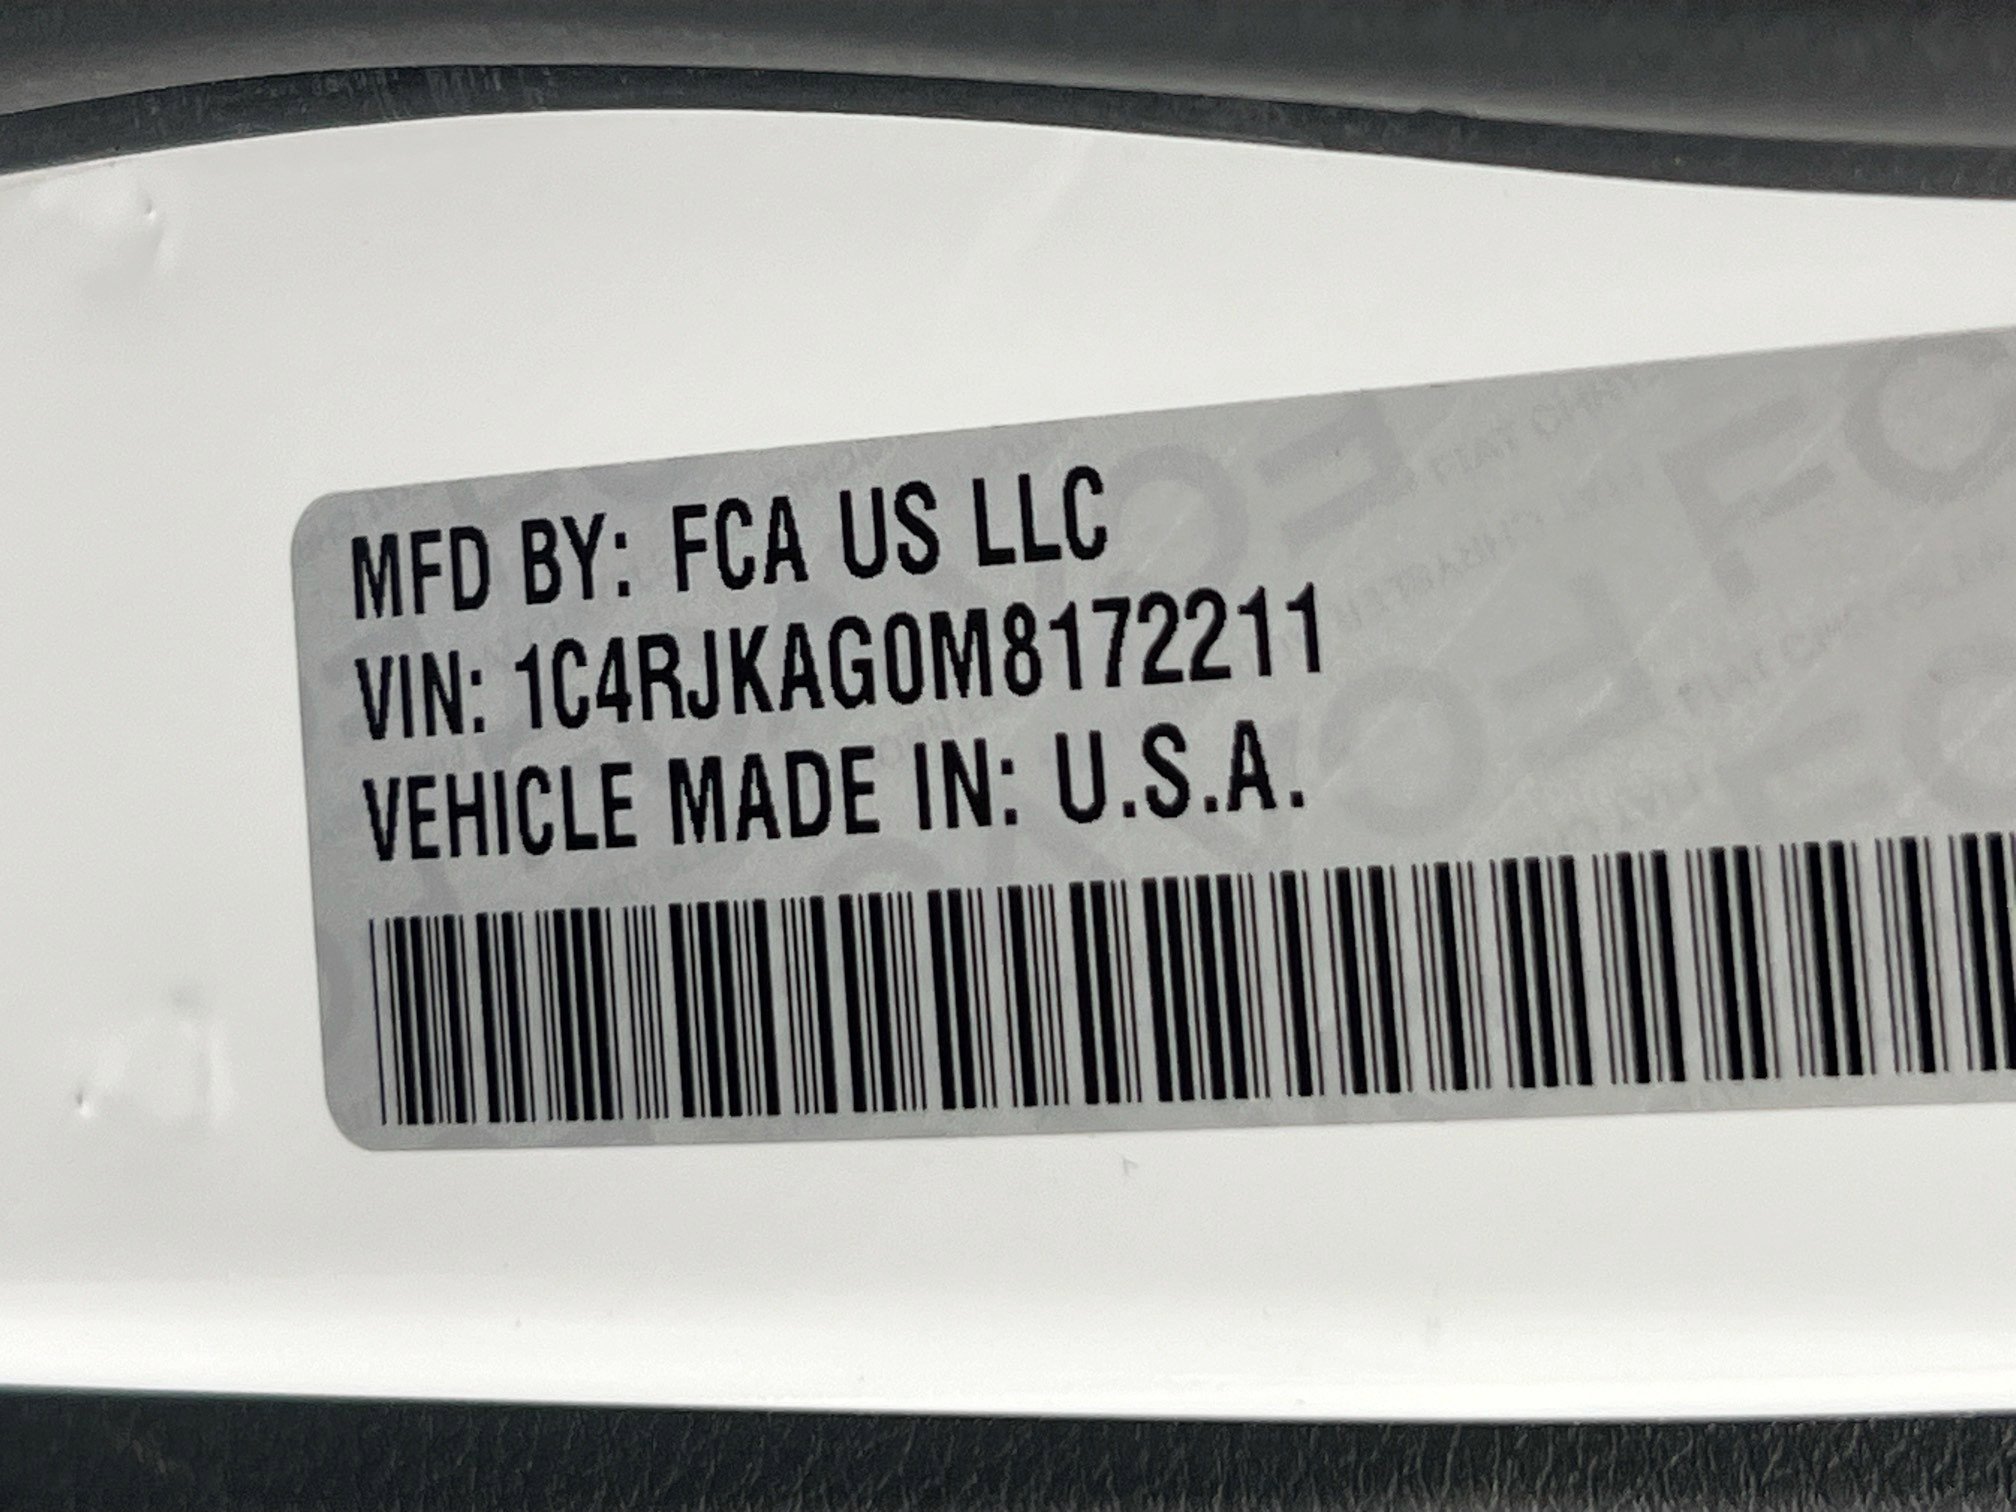 MFD BY: FCA US LLC
VIN: 1C4RJKAG0M8172211
VEHICLE MADE IN: U.S.A.